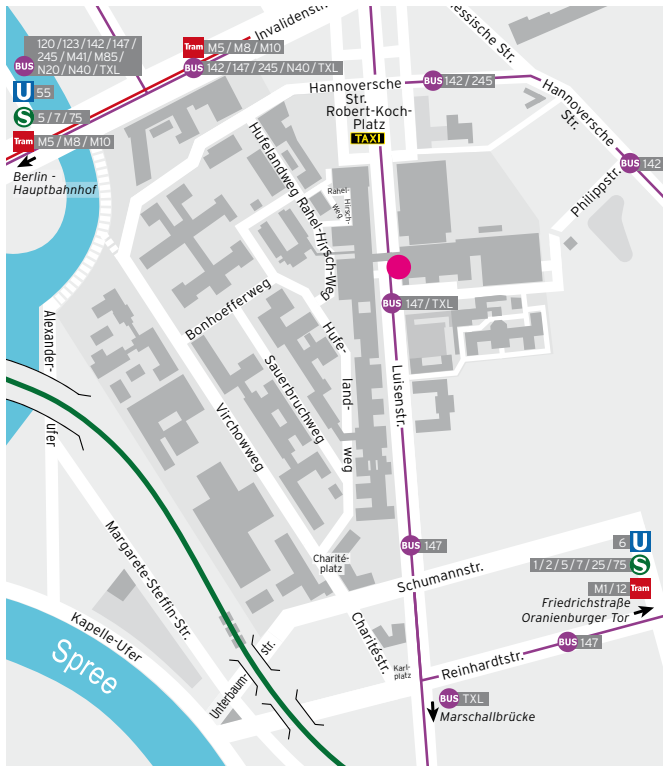 120/123/142/147/
245/M41/M85/
N20/N40/TXL
BUS
U 55
S 5/7/75
Tram M5/M8/M10
Berlin -
Hauptbahnhof
Tram M5/M8/M10
BUS 142/147/245/N40/TXL
Invalidenstr.
essische Str.
Hannoversche
Str.
BUS 142/245
Robert-Koch-
Platz
TAXI
Hannoversche
Str.
BUS 142
Philippstr.
Hufelandweg
Rahel-Hirsch-We
g
Rahel-
Hirsch-
Weg
BUS 147/TXL
Bonhoefferweg
Hufe-
land-
weg
Sauerbruchweg
Virchowweg
Luisenstr.
Alexander-
ufer
BUS 147
Charité-
platz
Schumannstr.
6 U
1/2/5/7/25/75 S
M1/12 Tram
Friedrichstraße
Oranienburger Tor
Margarete-Steffin-Str.
Kapelle-Ufer
Spree
Charitéstr.
Karl-
platz
Reinhardtstr.
BUS 147
Unterbaum-
str.
BUS TXL
Marschallbrücke